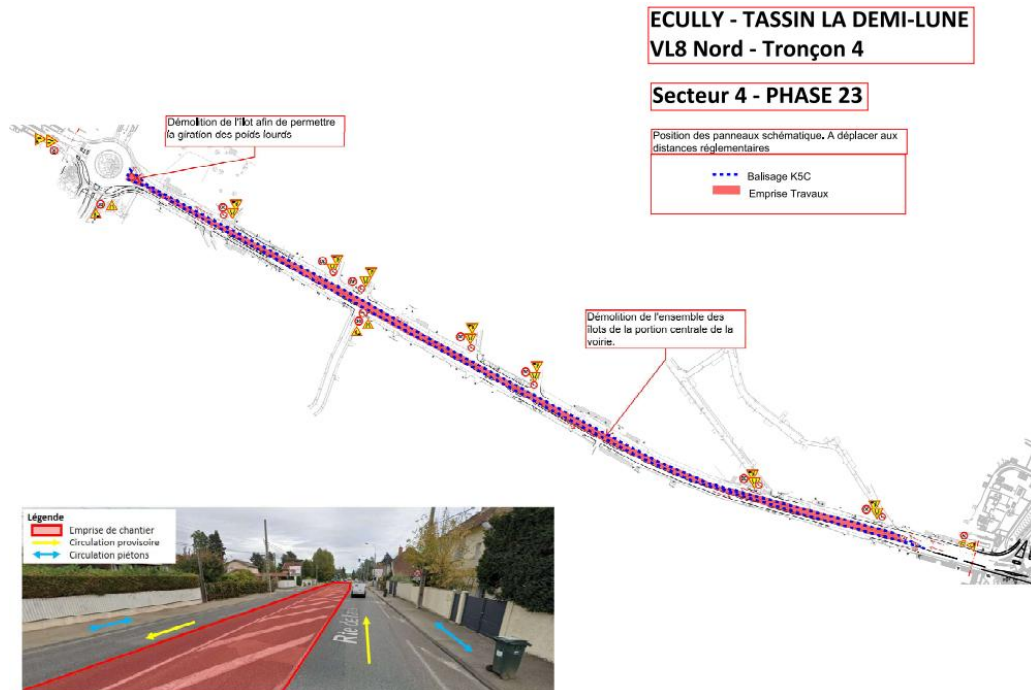 ECULLY - TASSIN LA DEMI-LUNE
VL8 Nord - Tronçon 4
Secteur 4 - PHASE 23
Position des panneaux schématique. A déplacer aux
distances réglementaires
Balisage K5C
Emprise Travaux
Démolition de l'îlot afin de permettre
la giration des poids lourds
Démolition de l'ensemble des
îlots de la portion centrale de la
voirie.
Légende
Emprise de chantier
Circulation provisoire
Circulation piétons